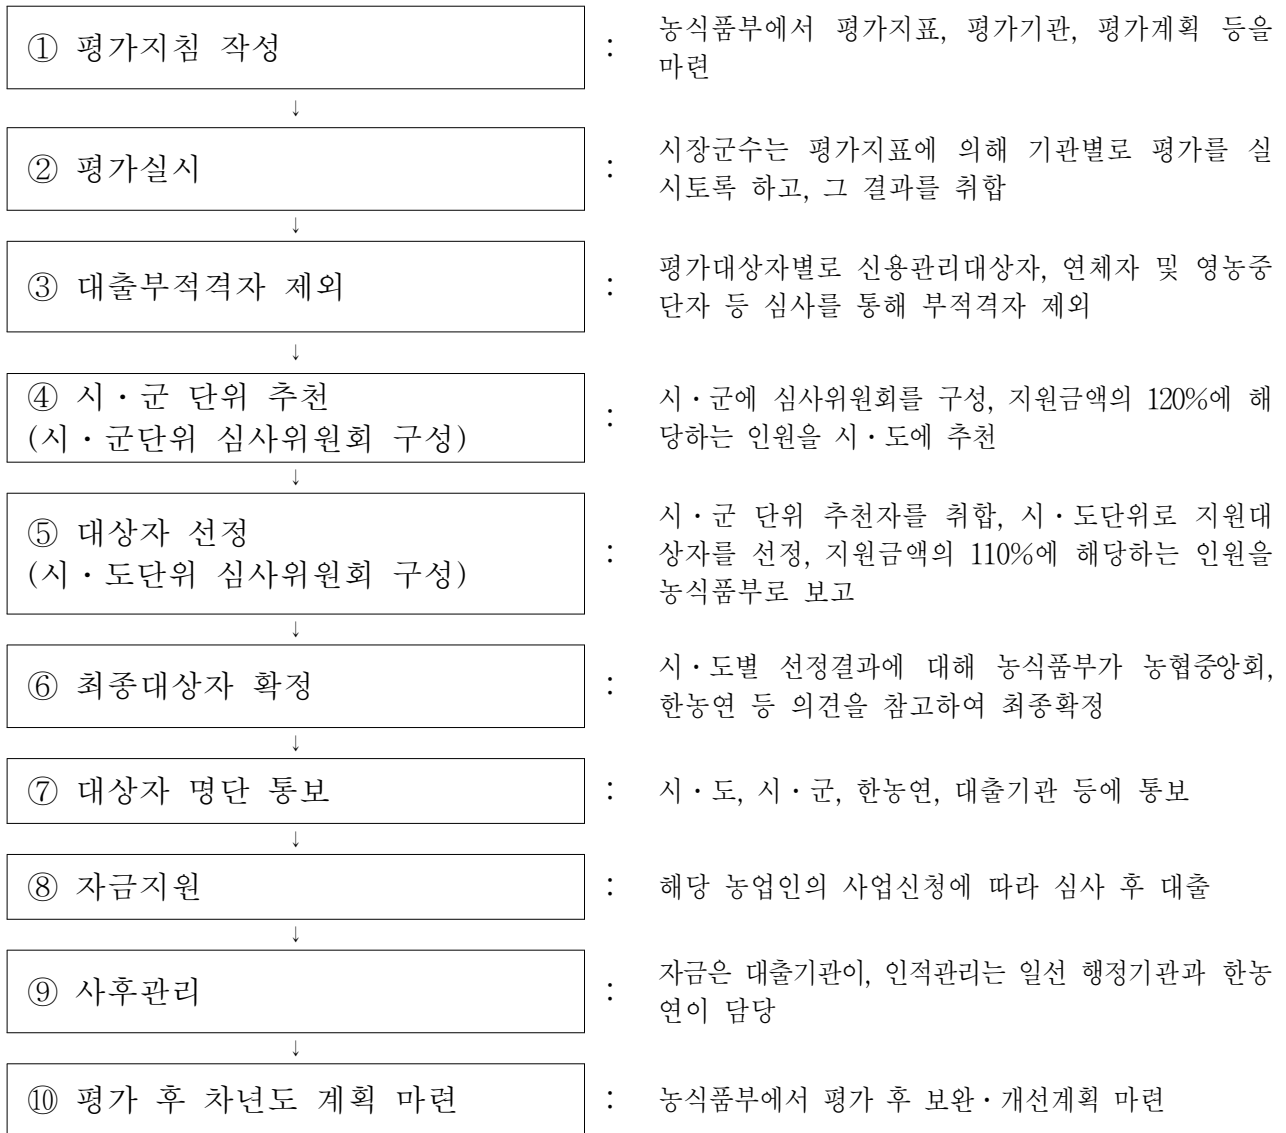 ① 평가지침 작성
:
농식품부에서 평가지표, 평가기관, 평가계획 등을
마련
↓
② 평가실시
:
시장군수는 평가지표에 의해 기관별로 평가를 실
시토록 하고, 그 결과를 취합
↓
③ 대출부적격자 제외
:
평가대상자별로 신용관리대상자, 연체자 및 영농중
단자 등 심사를 통해 부적격자 제외
↓
④ 시・군 단위 추천
(시・군단위 심사위원회 구성)
:
시・군에 심사위원회를 구성, 지원금액의 120%에 해
당하는 인원을 시・도에 추천
↓
⑤ 대상자 선정
(시・도단위 심사위원회 구성)
:
시・군 단위 추천자를 취합, 시・도단위로 지원대
상자를 선정, 지원금액의 110%에 해당하는 인원을
농식품부로 보고
↓
⑥ 최종대상자 확정
:
시・도별 선정결과에 대해 농식품부가 농협중앙회,
한농연 등 의견을 참고하여 최종확정
↓
⑦ 대상자 명단 통보
:
시・도, 시・군, 한농연, 대출기관 등에 통보
↓
⑧ 자금지원
:
해당 농업인의 사업신청에 따라 심사 후 대출
↓
⑨ 사후관리
:
자금은 대출기관이, 인적관리는 일선 행정기관과 한농
연이 담당
↓
⑩ 평가 후 차년도 계획 마련
:
농식품부에서 평가 후 보완・개선계획 마련